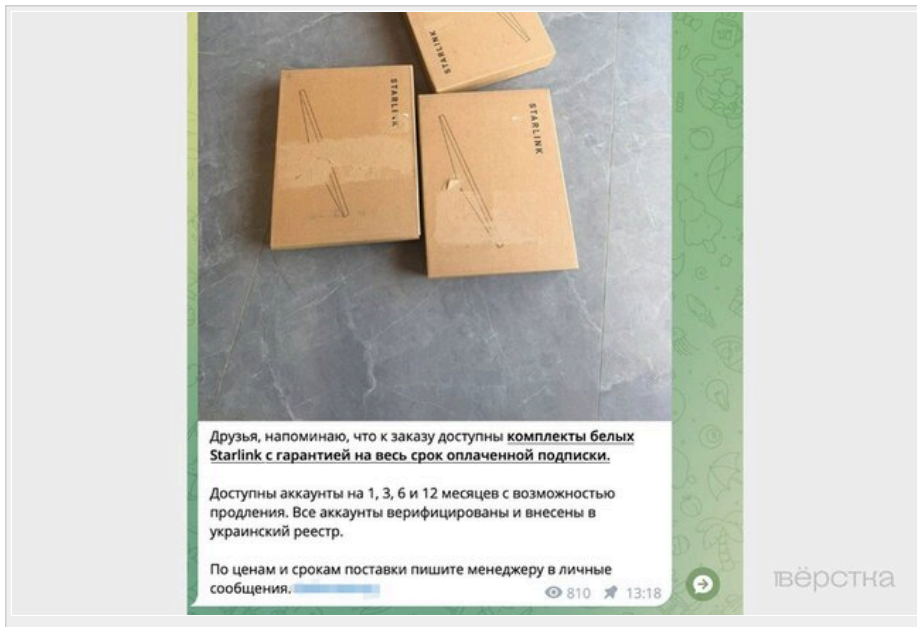 STARLINK
STARLINK
STARLINK
Друзья, напоминаю, что к заказу доступны комплекты белых
Starlink с гарантией на весь срок оплаченной подписки.
Доступны аккаунты на 1, 3, 6 и 12 месяцев с возможностью
продления. Все аккаунты верифицированы и внесены в
украинский реестр.
По ценам и срокам поставки пишите менеджеру в личные
сообщения.
810 13:18
вёрстка